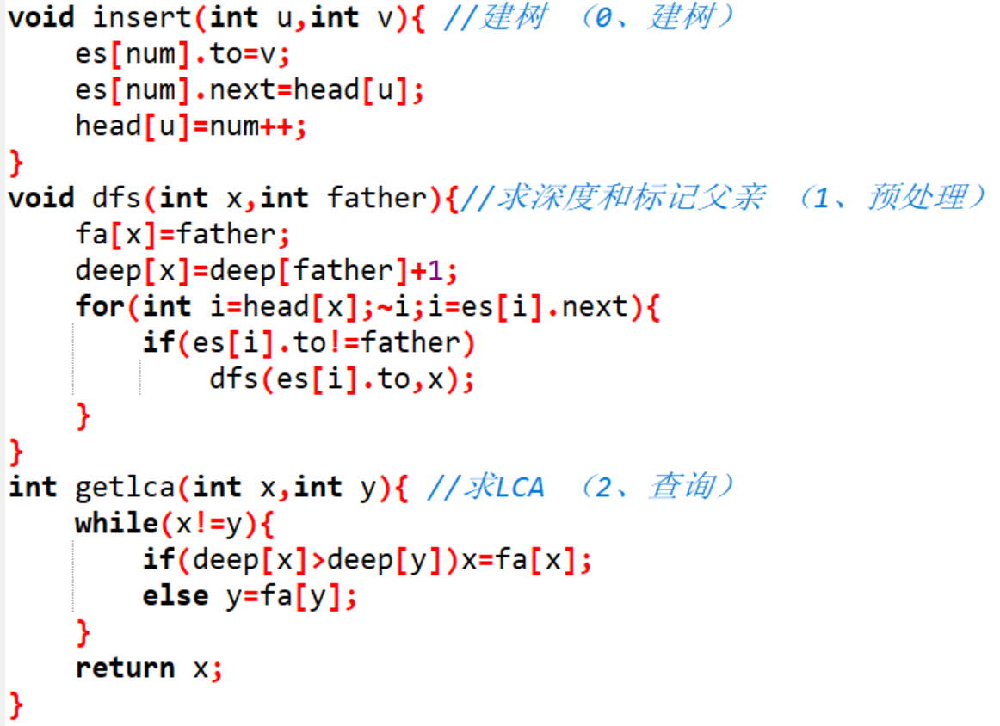 void insert(int u,int v){ //建树 （0、建树）
    es[num].to=v;
    es[num].next=head[u];
    head[u]=num++;
}
void dfs(int x,int father){//求深度和标记父亲 （1、预处理）
    fa[x]=father;
    deep[x]=deep[father]+1;
    for(int i=head[x];~i;i=es[i].next){
        if(es[i].to!=father)
            dfs(es[i].to,x);
    }
}
int getlca(int x,int y){ //求LCA （2、查询）
    while(x!=y){
        if(deep[x]>deep[y])x=fa[x];
        else y=fa[y];
    }
    return x;
}